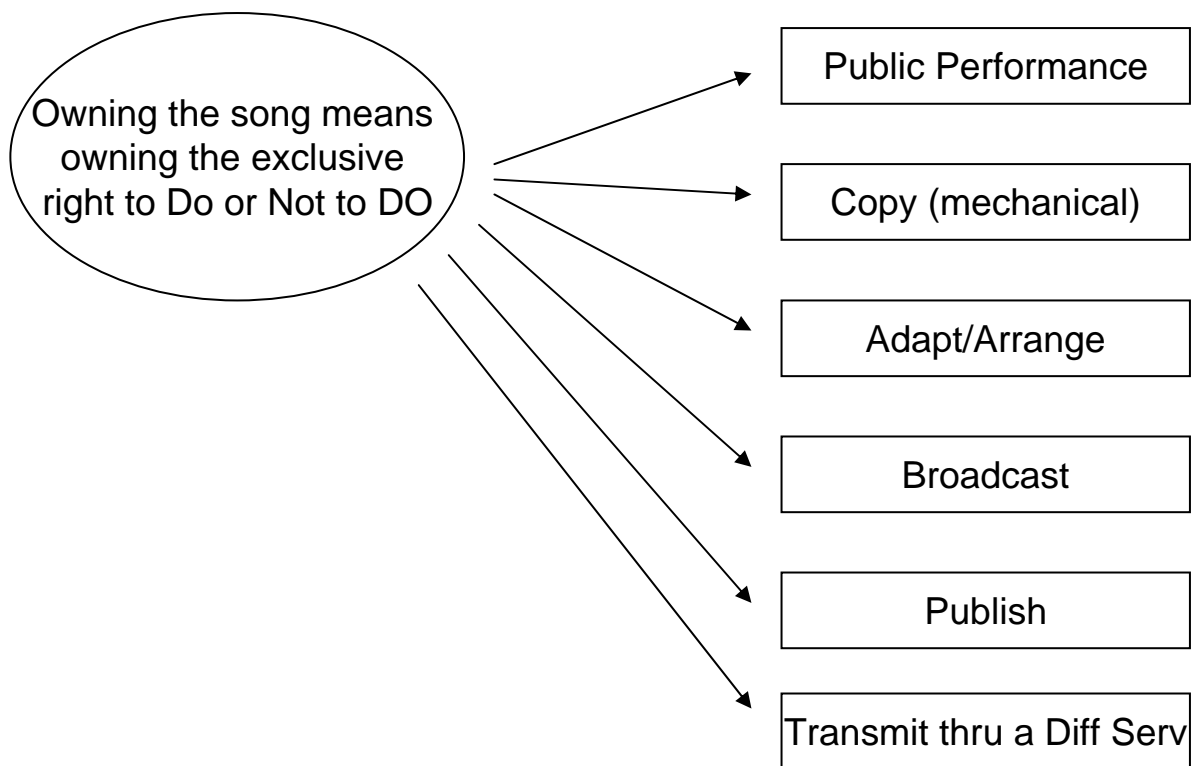 Owning the song means
owning the exclusive
right to Do or Not to DO
Public Performance
Copy (mechanical)
Adapt/Arrange
Broadcast
Publish
Transmit thru a Diff Serv